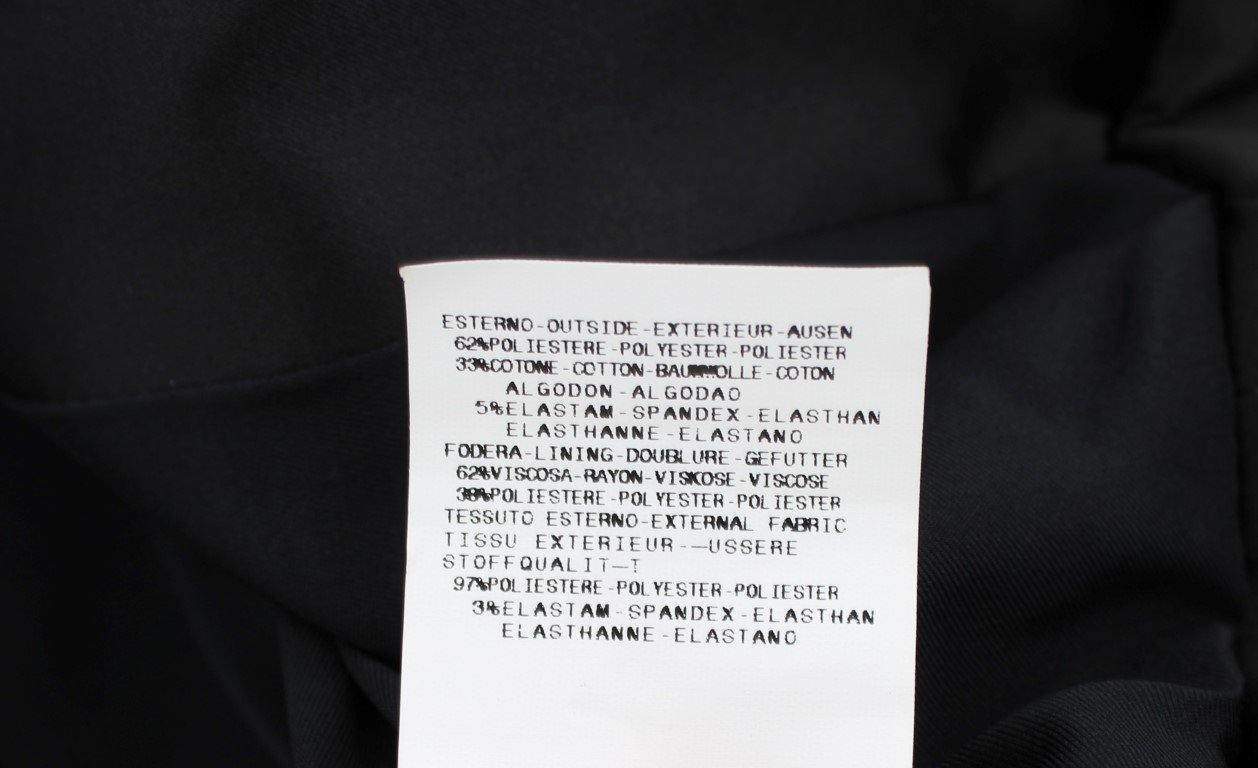 ESTERNO-OUTSIDE-EXTERIEUR-AUSEN
62%POLIESTERE-POLYESTER-POLIESTER
33%COTONE-COTTON-BAUMWOLLE-COTON
ALGODON-ALGODAO
5%ELASTAM-SPANDEX-ELASTHAN
ELASTHANNE-ELASTANO
FODERA-LINING-DOUBLURE-GEFUTTER
62%VISCOSA-RAYON-VISKOSE-VISCOSE
38%POLIESTERE-POLYESTER-POLIESTER
TESSUTO ESTERNO-EXTERNAL FABRIC
TISSU EXTERIEUR-—USSERE
STOFFQUALIT—T
97%POLIESTERE-POLYESTER-POLIESTER
3%ELASTAM-SPANDEX-ELASTHAN
ELASTHANNE-ELASTANO